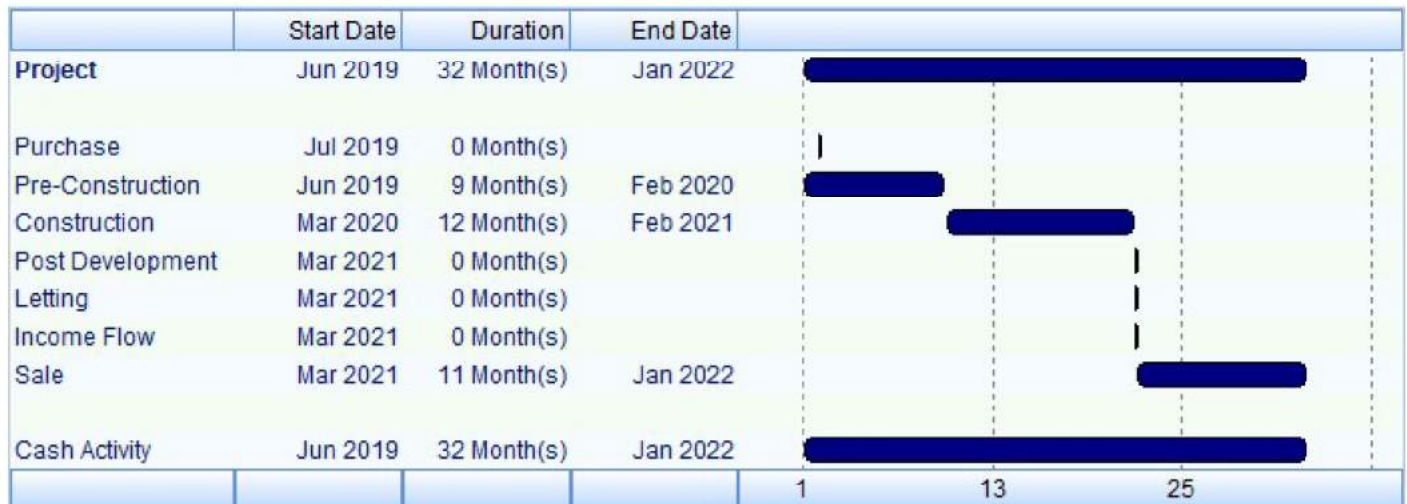 Start Date Duration End Date
Project Jun 2019 32 Month(s) Jan 2022
Purchase Jul 2019 0 Month(s)
Pre-Construction Jun 2019 9 Month(s) Feb 2020
Construction Mar 2020 12 Month(s) Feb 2021
Post Development Mar 2021 0 Month(s)
Letting Mar 2021 0 Month(s)
Income Flow Mar 2021 0 Month(s)
Sale Mar 2021 11 Month(s) Jan 2022
Cash Activity Jun 2019 32 Month(s) Jan 2022
1 13 25